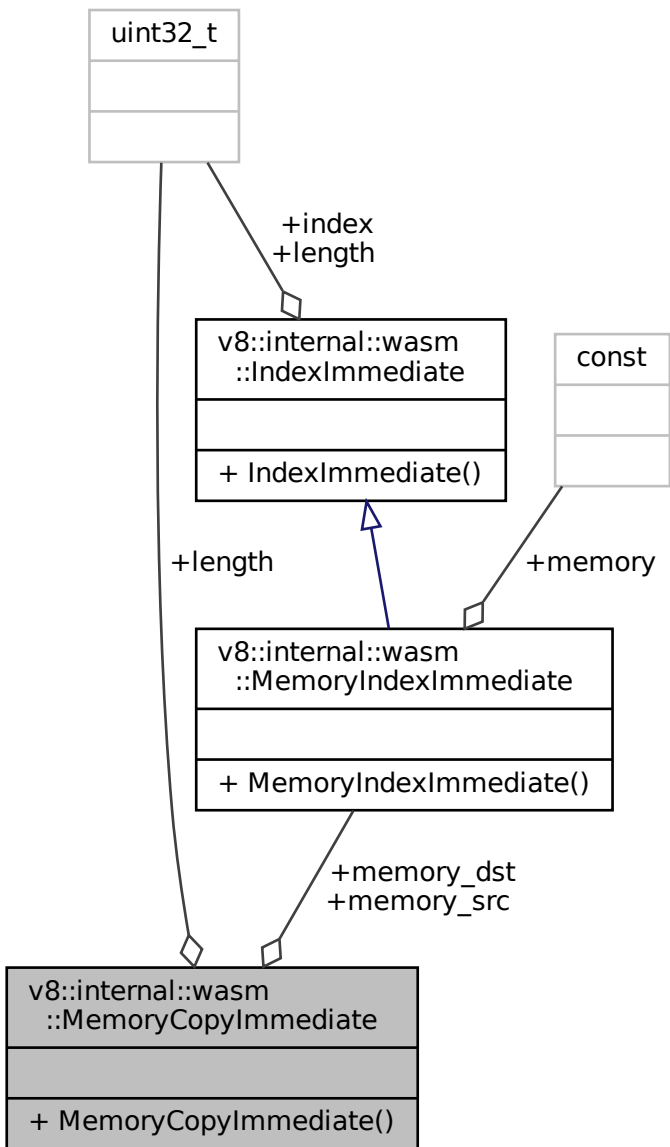 uint32_t
+index
+length
v8::internal::wasm
::IndexImmediate
+ IndexImmediate()
const
+length
+memory
v8::internal::wasm
::MemoryIndexImmediate
+ MemoryIndexImmediate()
+memory_dst
+memory_src
v8::internal::wasm
::MemoryCopyImmediate
+ MemoryCopyImmediate()